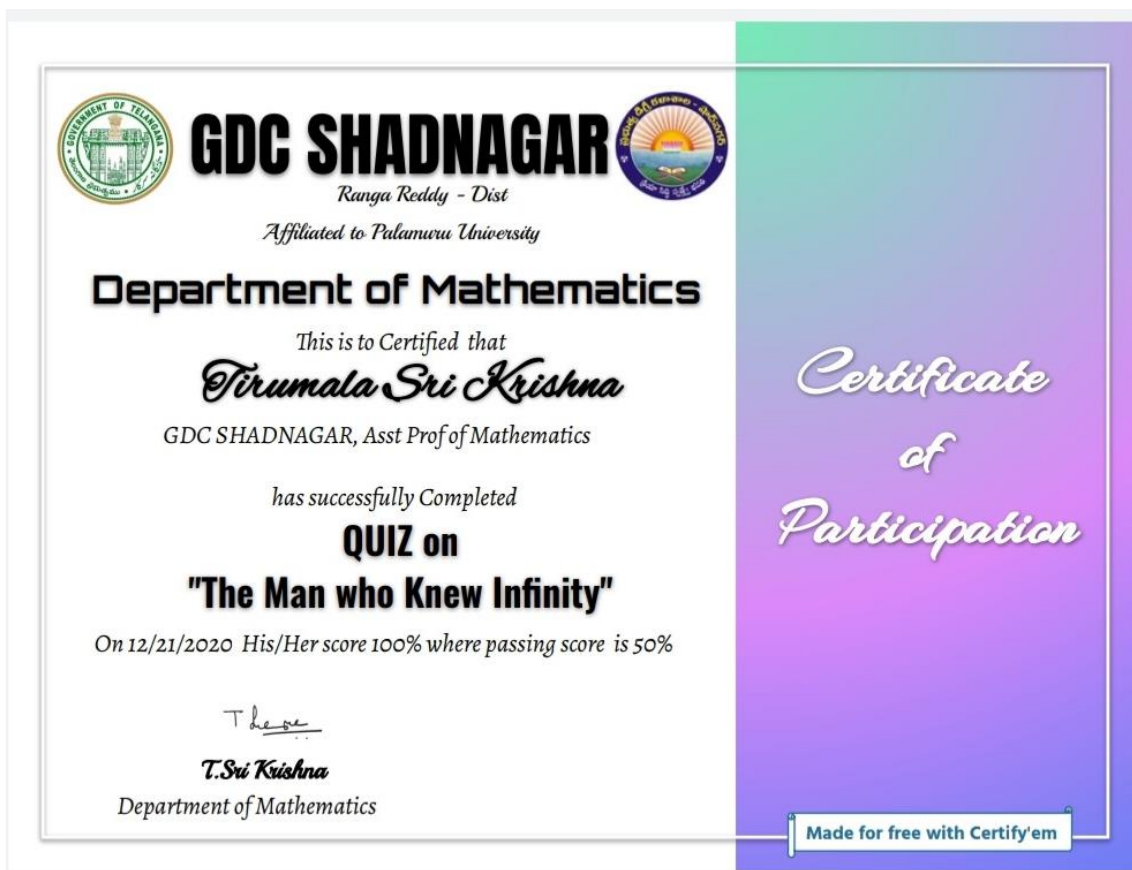 GOVERNMENT OF TELANGANA
GDC SHADNAGAR
Ranga Reddy - Dist
Affiliated to Palamuru University
Department of Mathematics
This is to Certified that
Tirumala Sri Krishna
GDC SHADNAGAR, Asst Prof of Mathematics
has successfully Completed
QUIZ on
"The Man who Knew Infinity"
On 12/21/2020 His/Her score 100% where passing score is 50%
T.Sri Krishna
Department of Mathematics
Certificate
of
Participation
Made for free with Certify'em